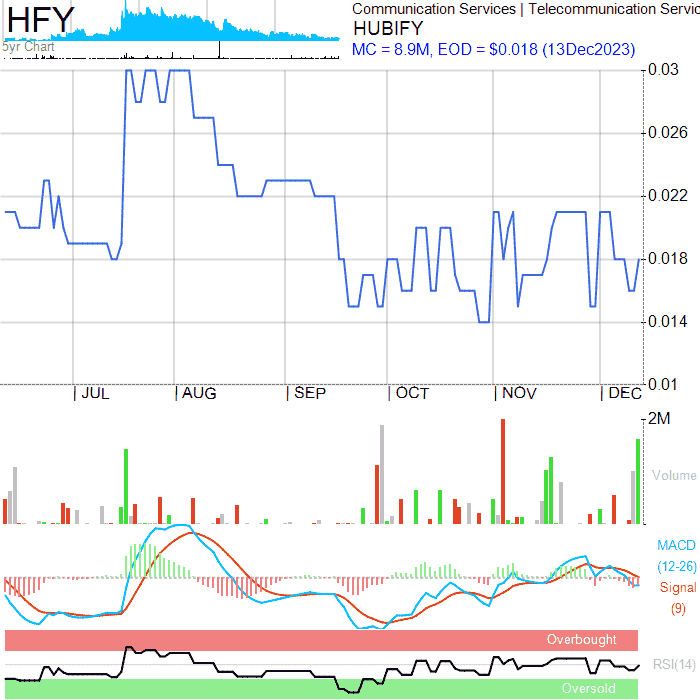 HFY
5yr Chart
Communication Services | Telecommunication Servic
HUBIFY
MC = 8.9M, EOD = $0.018 (13Dec2023)
0.03
0.026
0.022
0.018
0.014
0.01
| JUL | AUG | SEP | OCT | NOV | DEC
2M
Volume
MACD
(12-26)
Signal
(9)
Overbought
RSI(14)
Oversold